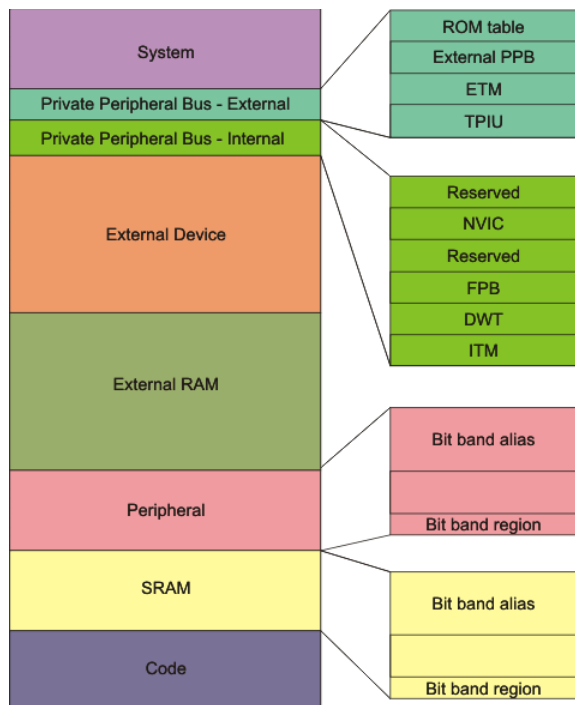 System
Private Peripheral Bus - External
Private Peripheral Bus - Internal
External Device
External RAM
Peripheral
SRAM
Code
ROM table
External PPB
ETM
TPIU
Reserved
NVIC
Reserved
FPB
DWT
ITM
Bit band alias
Bit band region
Bit band alias
Bit band region